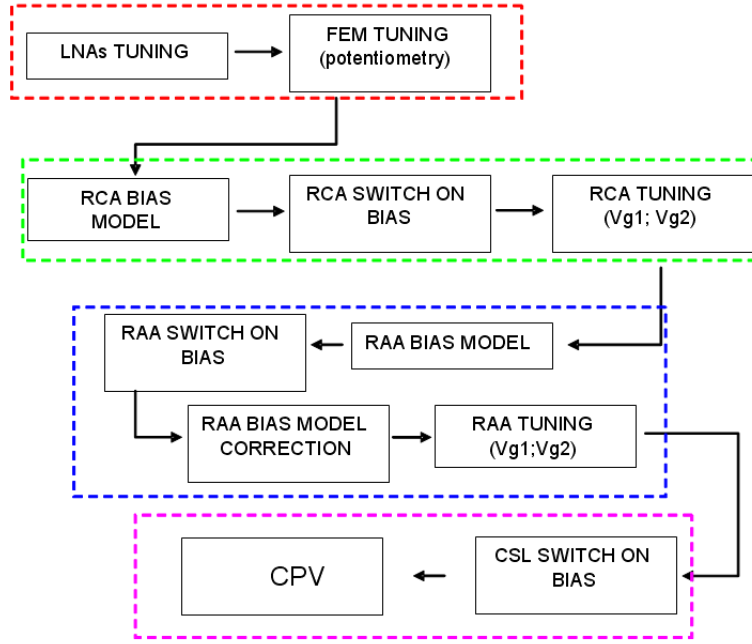 LNAs TUNING
FEM TUNING
(potentiometry)
RCA BIAS
MODEL
RCA SWITCH ON
BIAS
RCA TUNING
(Vg1; Vg2)
RAA SWITCH ON
BIAS
RAA BIAS MODEL
RAA BIAS MODEL
CORRECTION
RAA TUNING
(Vg1;Vg2)
CPV
CSL SWITCH ON
BIAS